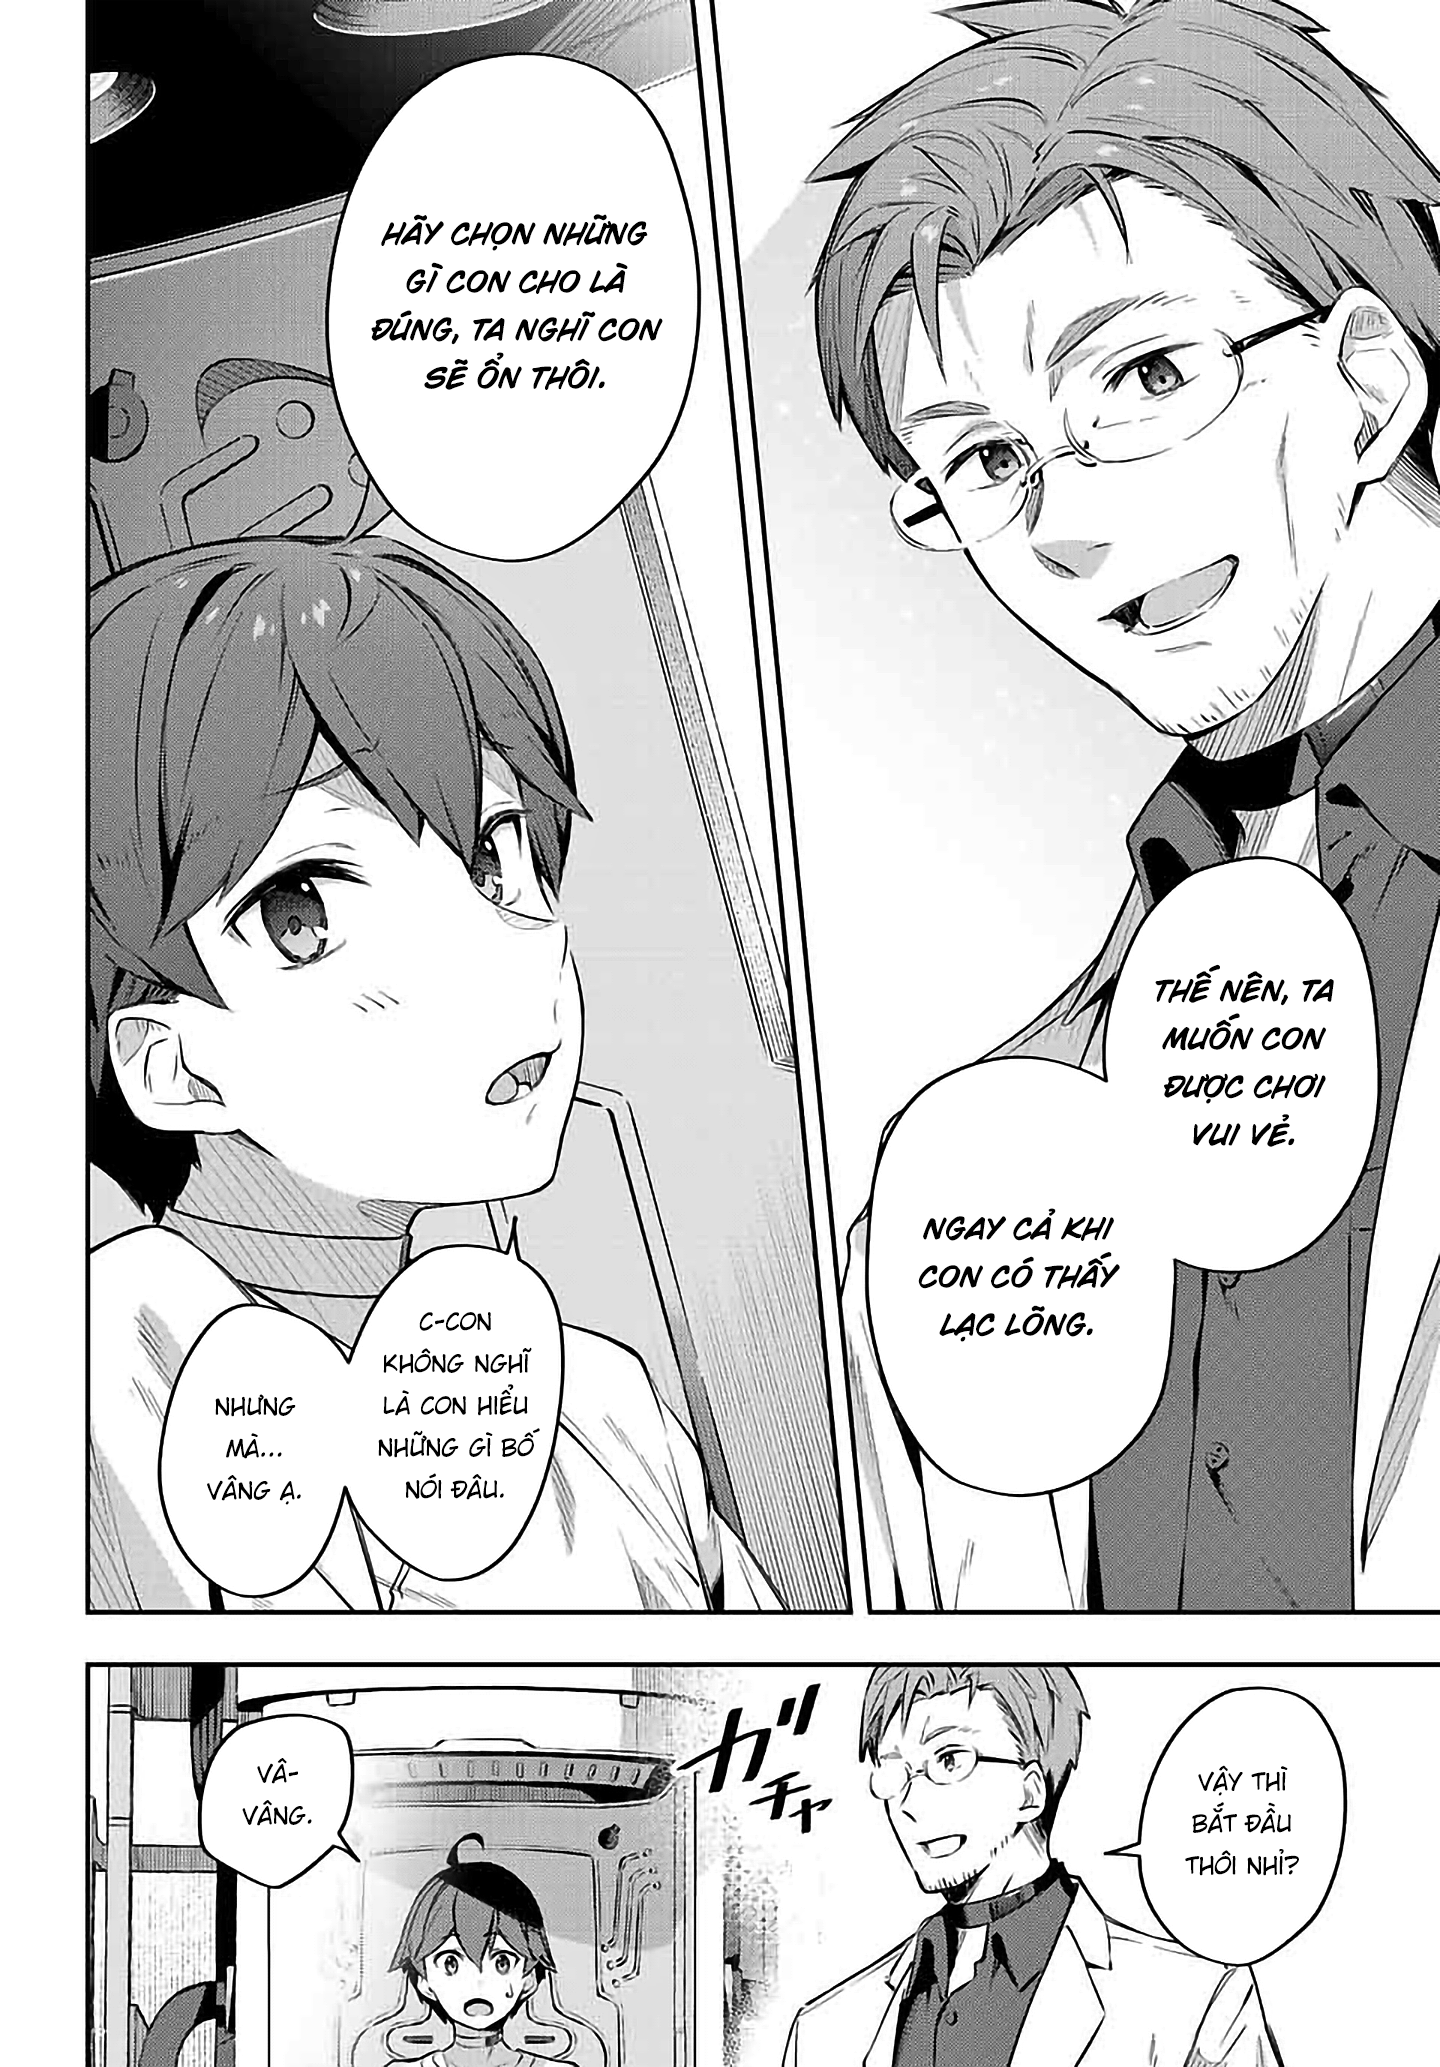 THẾ NÊN, TA
MUỐN CON
ĐƯỢC CHƠI
VUI VẺ.
NGAY CẢ KHI
CON CÓ THẤY
LẠC LÕNG.
HÃY CHỌN NHỮNG
GÌ CON CHO LÀ
ĐÚNG, TA NGHĨ CON
SẼ ỔN THÔI.
C-CON
KHÔNG NGHĨ
LÀ CON HIỂU
NHỮNG GÌ BỐ
NÓI ĐÂU.
NHƯNG
MÀ...
VÂNG Ạ.
VẬY THÌ
BẮT ĐẦU
THÔI NHỈ?
ガチャ
VÂ-
VÂNG.